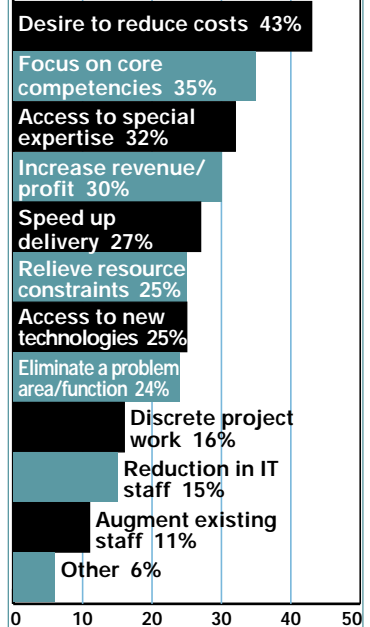 Desire to reduce costs 43%
Focus on core
competencies 35%
Access to special
expertise 32%
Increase revenue/
profit 30%
Speed up
delivery 27%
Relieve resource
constraints 25%
Access to new
technologies 25%
Eliminate a problem
area/function 24%
Discrete project
work 16%
Reduction in IT
staff 15%
Augment existing
staff 11%
Other 6%
0 10 20 30 40 50